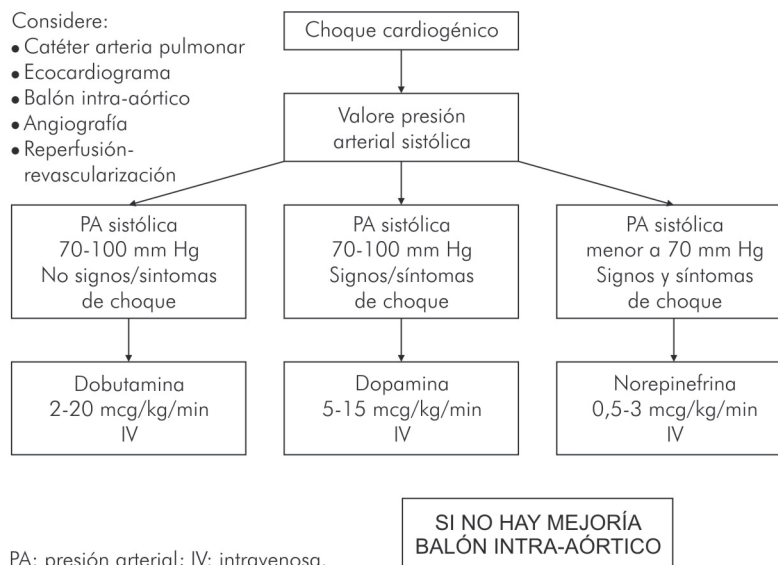 Considere:
• Catéter arteria pulmonar
• Ecocardiograma
• Balón intra-aórtico
• Angiografía
• Reperfusión-
revascularización
Choque cardiogénico
Valore presión
arterial sistólica
PA sistólica
70-100 mm Hg
No signos/sintomas
de choque
PA sistólica
70-100 mm Hg
Signos/síntomas
de choque
PA sistólica
menor a 70 mm Hg
Signos y síntomas
de choque
Dobutamina
2-20 mcg/kg/min
IV
Dopamina
5-15 mcg/kg/min
IV
Norepinefrina
0,5-3 mcg/kg/min
IV
SI NO HAY MEJORÍA
BALÓN INTRA-AÓRTICO
PA: presión arterial; IV: intravenosa.